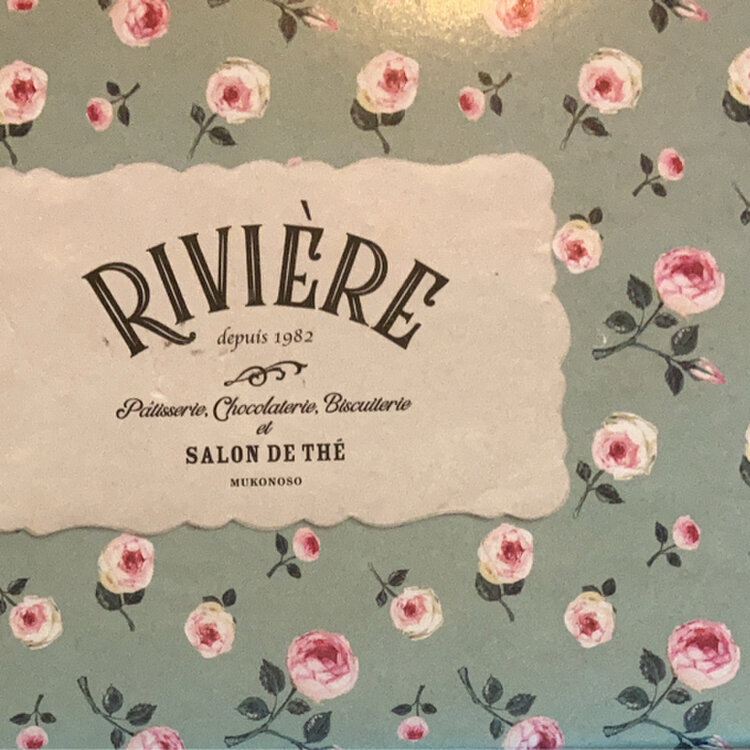 RIVIÈRE
depuis 1982
Pâtisserie, Chocolaterie, Biscuiterie
et
SALON DE THÉ
MUKONOSO